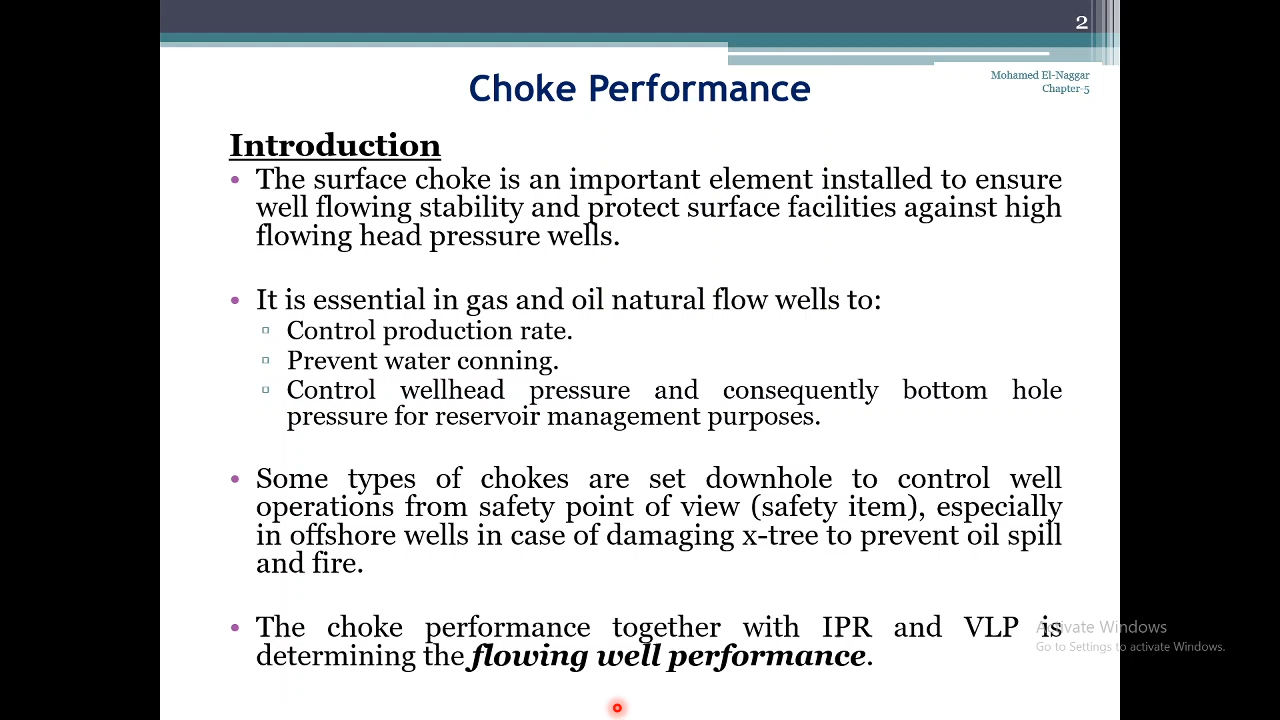 2
Mohamed El-Naggar
Chapter-5
Choke Performance
Introduction
• The surface choke is an important element installed to ensure
well flowing stability and protect surface facilities against high
flowing head pressure wells.
• It is essential in gas and oil natural flow wells to:
▫ Control production rate.
▫ Prevent water conning.
▫ Control wellhead pressure and consequently bottom hole
pressure for reservoir management purposes.
• Some types of chokes are set downhole to control well
operations from safety point of view (safety item), especially
in offshore wells in case of damaging x-tree to prevent oil spill
and fire.
• The choke performance together with IPR and VLP is
determining the flowing well performance.
Activate Windows
Go to Settings to activate Windows.